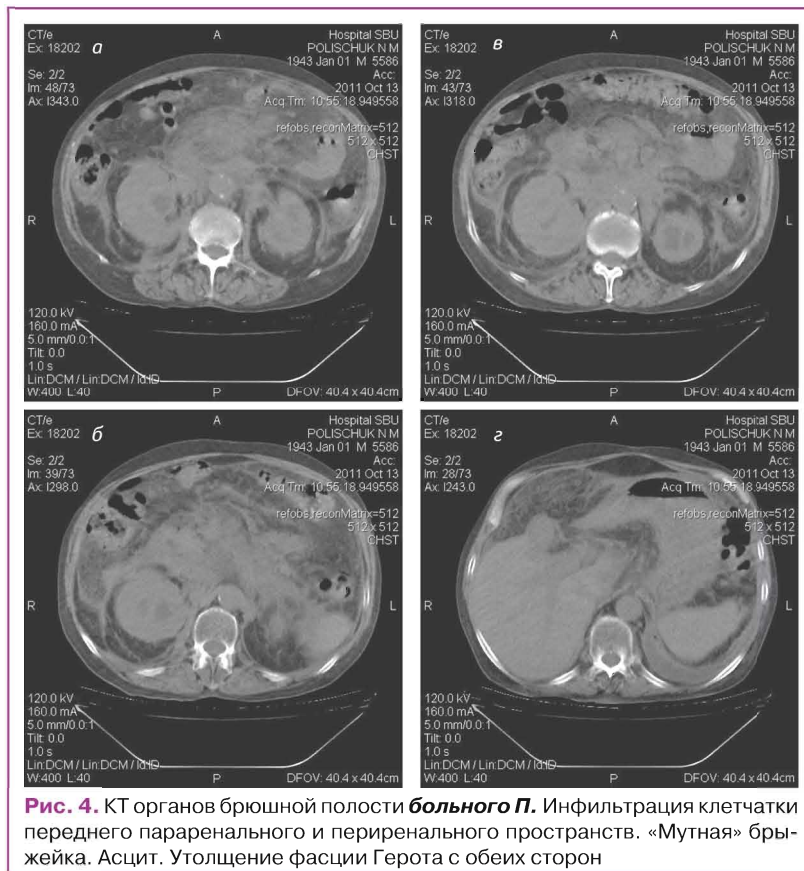 CT/e
Ex: 18202
а
Se: 2/2
Im: 48/73
Ax: I343.0
A
Hospital SBU
POLISCHUK N M
1943 Jan 01 M 5586
Acc:
2011 Oct 13
Acq Tm: 10:55:18.949558
refobs,reconMatrix=512
512 x 512
CHST
R
L
120.0 kV
160.0 mA
5.0 mm/0.0:1
Tilt: 0.0
1.0 s
Lin:DCM / Lin:DCM / Id:ID
W:400 L:40
P
DFOV: 40.4 x 40.4cm
CT/e
Ex: 18202
в
Se: 2/2
Im: 43/73
Ax: I318.0
A
Hospital SBU
POLISCHUK N M
1943 Jan 01 M 5586
Acc:
2011 Oct 13
Acq Tm: 10:55:18.949558
refobs,reconMatrix=512
512 x 512
CHST
R
L
120.0 kV
160.0 mA
5.0 mm/0.0:1
Tilt: 0.0
1.0 s
Lin:DCM / Lin:DCM / Id:ID
W:400 L:40
P
DFOV: 40.4 x 40.4cm
CT/e
Ex: 18202
б
Se: 2/2
Im: 39/73
Ax: I298.0
A
Hospital SBU
POLISCHUK N M
1943 Jan 01 M 5586
Acc:
2011 Oct 13
Acq Tm: 10:55:18.949558
refobs,reconMatrix=512
512 x 512
CHST
R
L
120.0 kV
160.0 mA
5.0 mm/0.0:1
Tilt: 0.0
1.0 s
Lin:DCM / Lin:DCM / Id:ID
W:400 L:40
P
DFOV: 40.4 x 40.4cm
CT/e
Ex: 18202
г
Se: 2/2
Im: 28/73
Ax: I243.0
A
Hospital SBU
POLISCHUK N M
1943 Jan 01 M 5586
Acc:
2011 Oct 13
Acq Tm: 10:55:18.949558
refobs,reconMatrix=512
512 x 512
CHST
R
L
120.0 kV
160.0 mA
5.0 mm/0.0:1
Tilt: 0.0
1.0 s
Lin:DCM / Lin:DCM / Id:ID
W:400 L:40
P
DFOV: 40.4 x 40.4cm
Рис. 4. КТ органов брюшной полости больного П. Инфильтрация клетчатки
переднего параренального и периренального пространств. «Мутная» бры-
жейка. Асцит. Утолщение фасции Герота с обеих сторон